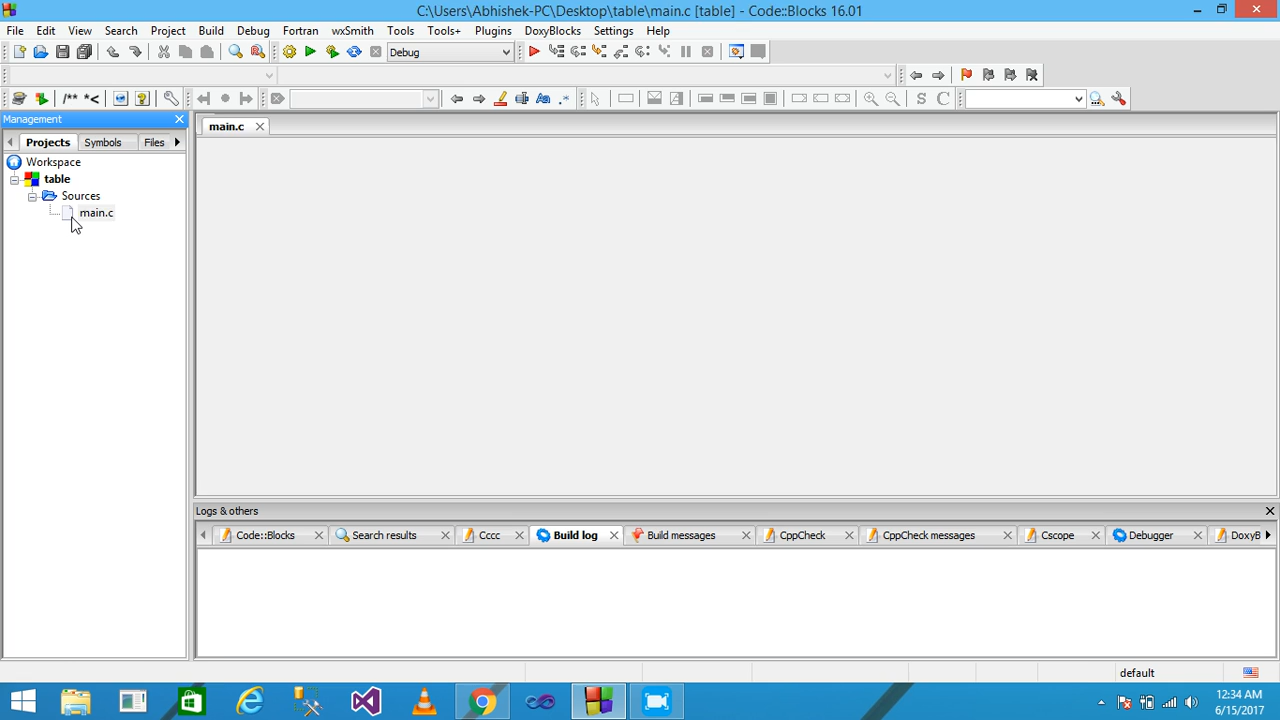 C:\Users\Abhishek-PC\Desktop\table\main.c [table] - Code::Blocks 16.01
File Edit View Search Project Build Debug Fortran wxSmith Tools Tools+ Plugins DoxyBlocks Settings Help
Debug
/** *< ? Aa .* S C
Management
main.c
Projects Symbols Files
Workspace
table
Sources
main.c
Logs & others
Code::Blocks Search results Cccc Build log Build messages CppCheck CppCheck messages Cscope Debugger DoxyB
default
12:34 AM
6/15/2017